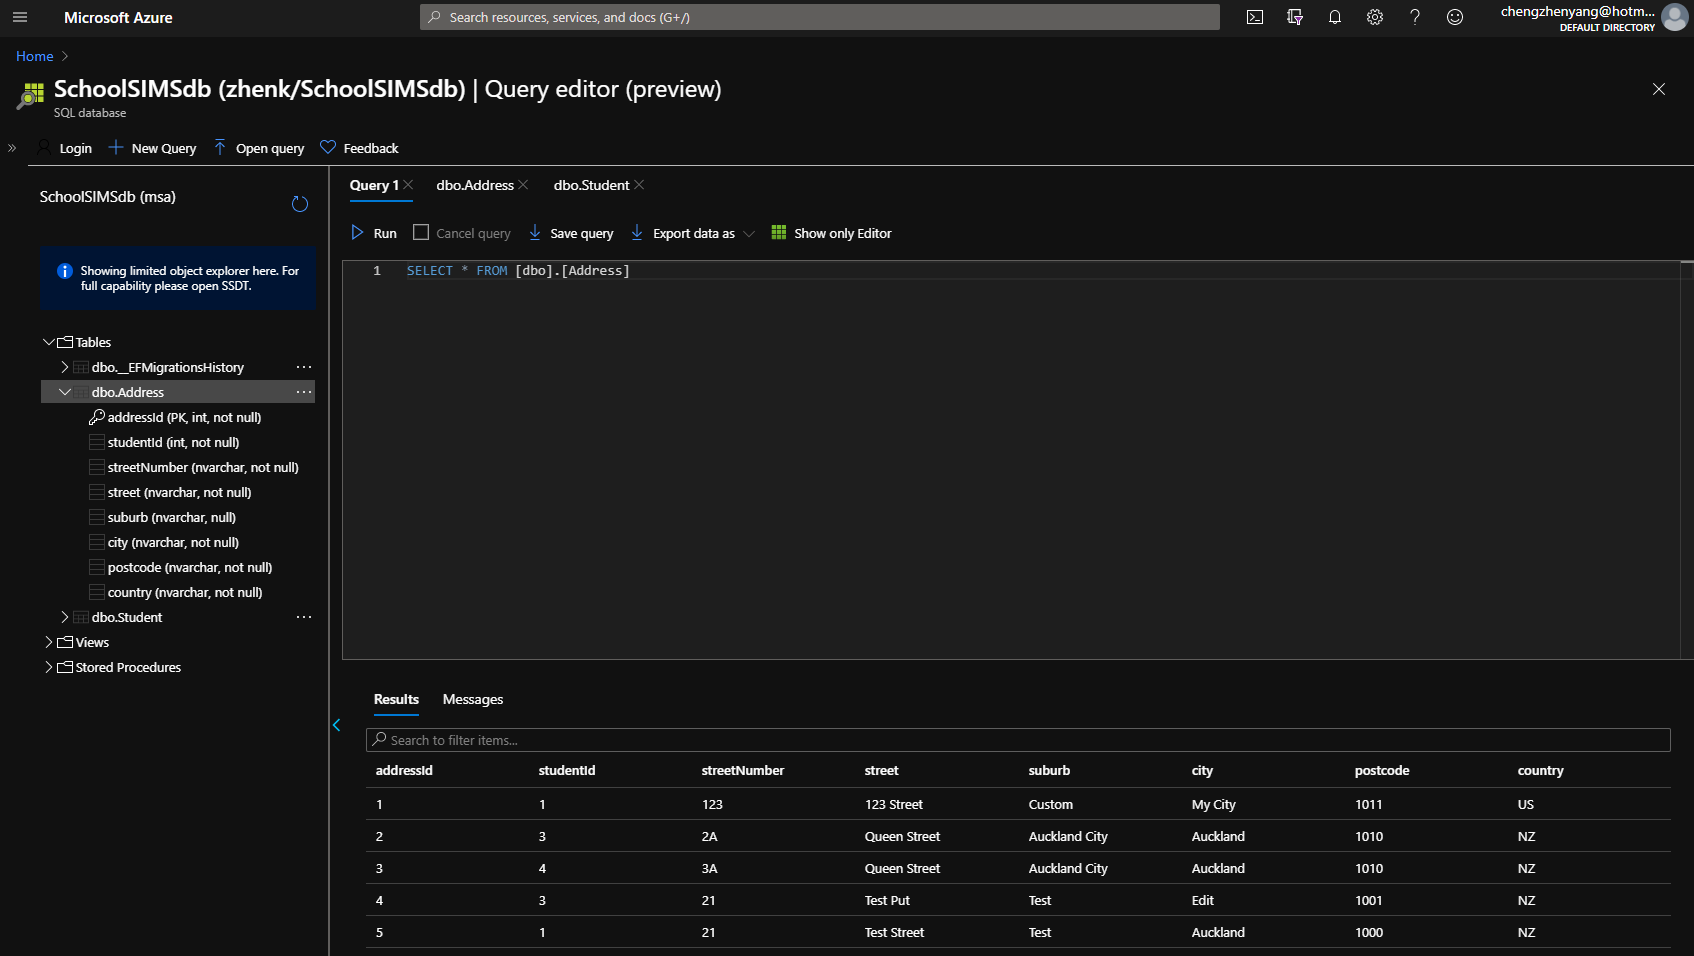 Microsoft Azure
Search resources, services, and docs (G+/)
chengzhenyang@hotm...
DEFAULT DIRECTORY
Home
SchoolSIMSdb (zhenk/SchoolSIMSdb) | Query editor (preview)
SQL database
Login New Query Open query Feedback
SchoolSIMSdb (msa)
Showing limited object explorer here. For
full capability please open SSDT.
Tables
dbo.__EFMigrationsHistory ...
dbo.Address ...
addressId (PK, int, not null)
studentId (int, not null)
streetNumber (nvarchar, not null)
street (nvarchar, not null)
suburb (nvarchar, null)
city (nvarchar, not null)
postcode (nvarchar, not null)
country (nvarchar, not null)
dbo.Student ...
Views
Stored Procedures
Query 1 dbo.Address dbo.Student
Run Cancel query Save query Export data as Show only Editor
1 SELECT * FROM [dbo].[Address]
Results Messages
Search to filter items...
addressId studentId streetNumber street suburb city postcode country
1 1 123 123 Street Custom My City 1011 US
2 3 2A Queen Street Auckland City Auckland 1010 NZ
3 4 3A Queen Street Auckland City Auckland 1010 NZ
4 3 21 Test Put Test Edit 1001 NZ
5 1 21 Test Street Test Auckland 1000 NZ